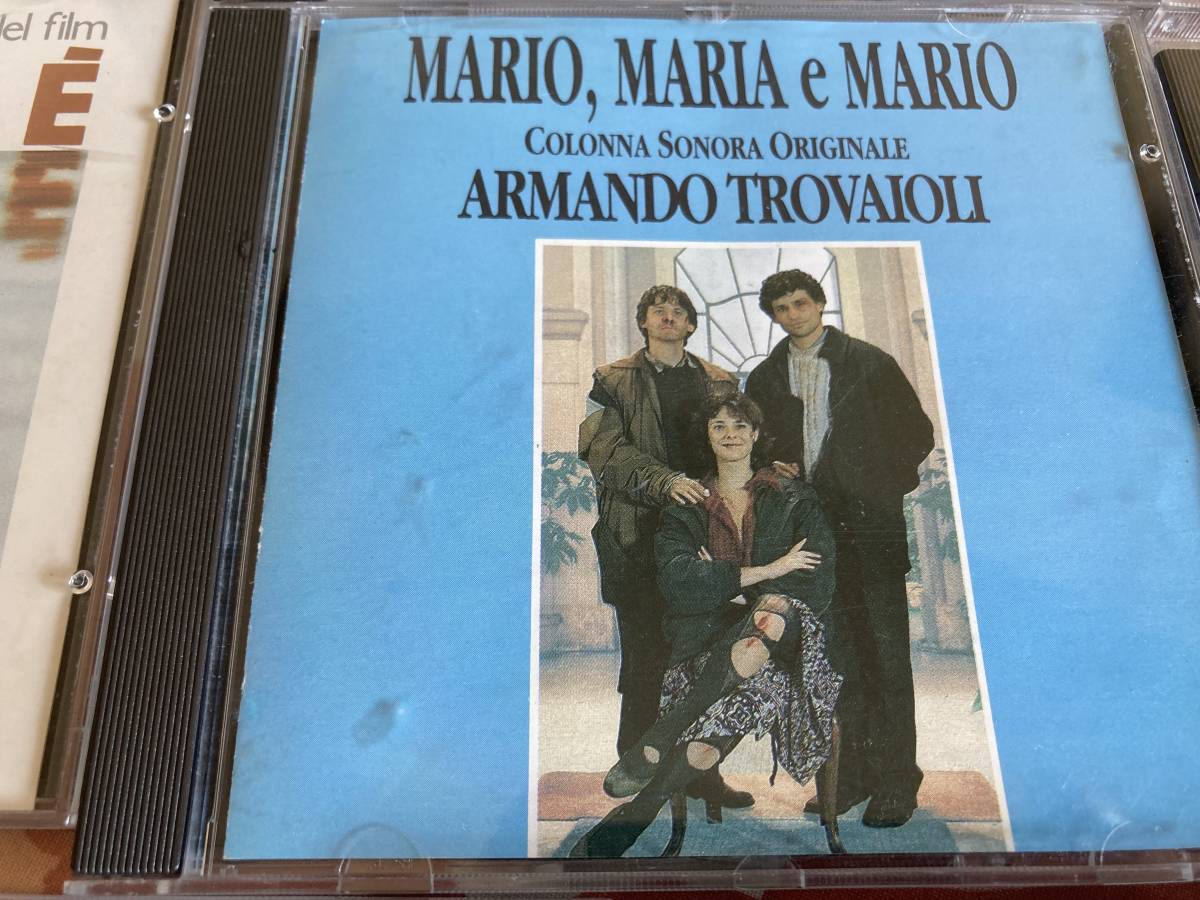 del film
É
MARIO, MARIA e MARIO
COLONNA SONORA ORIGINALE
ARMANDO TROVAIOLI